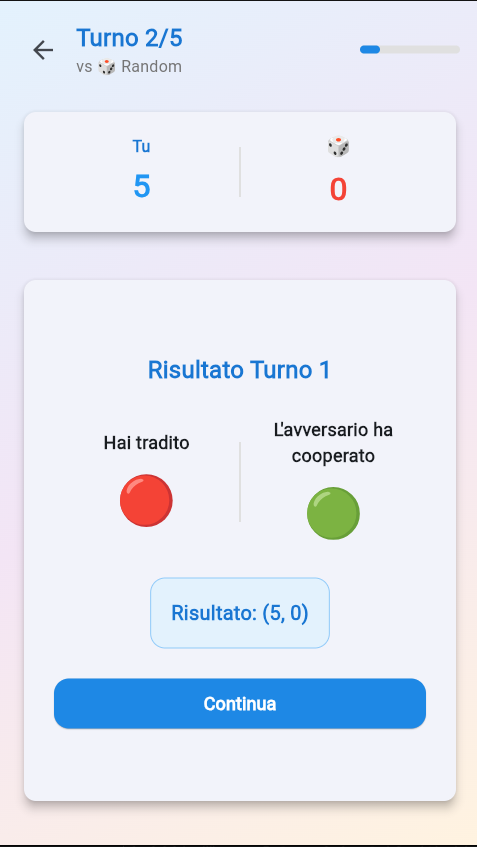 Turno 2/5
vs 🎲 Random
Tu
🎲
5
0
Risultato Turno 1
Hai tradito
L'avversario ha
cooperato
Risultato: (5, 0)
Continua